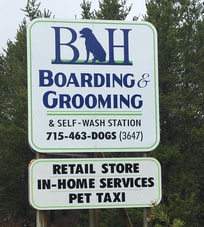 B H
BOARDING &
GROOMING
& SELF-WASH STATION
715-463-DOGS (3647)
RETAIL STORE
IN-HOME SERVICES
PET TAXI